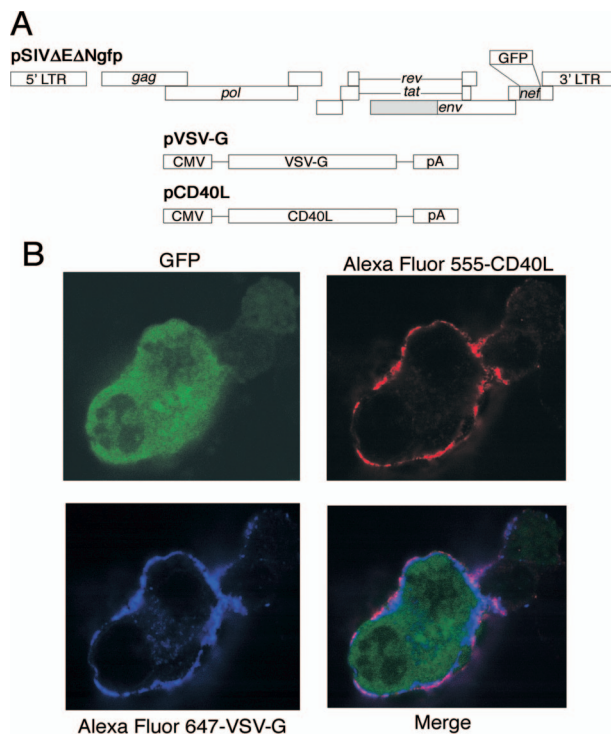 A
pSIVΔEΔNgfp
GFP
5' LTR
gag
pol
rev
tat
env
nef
3' LTR
pVSV-G
CMV
VSV-G
pA
pCD40L
CMV
CD40L
pA
B
GFP
Alexa Fluor 555-CD40L
Alexa Fluor 647-VSV-G
Merge